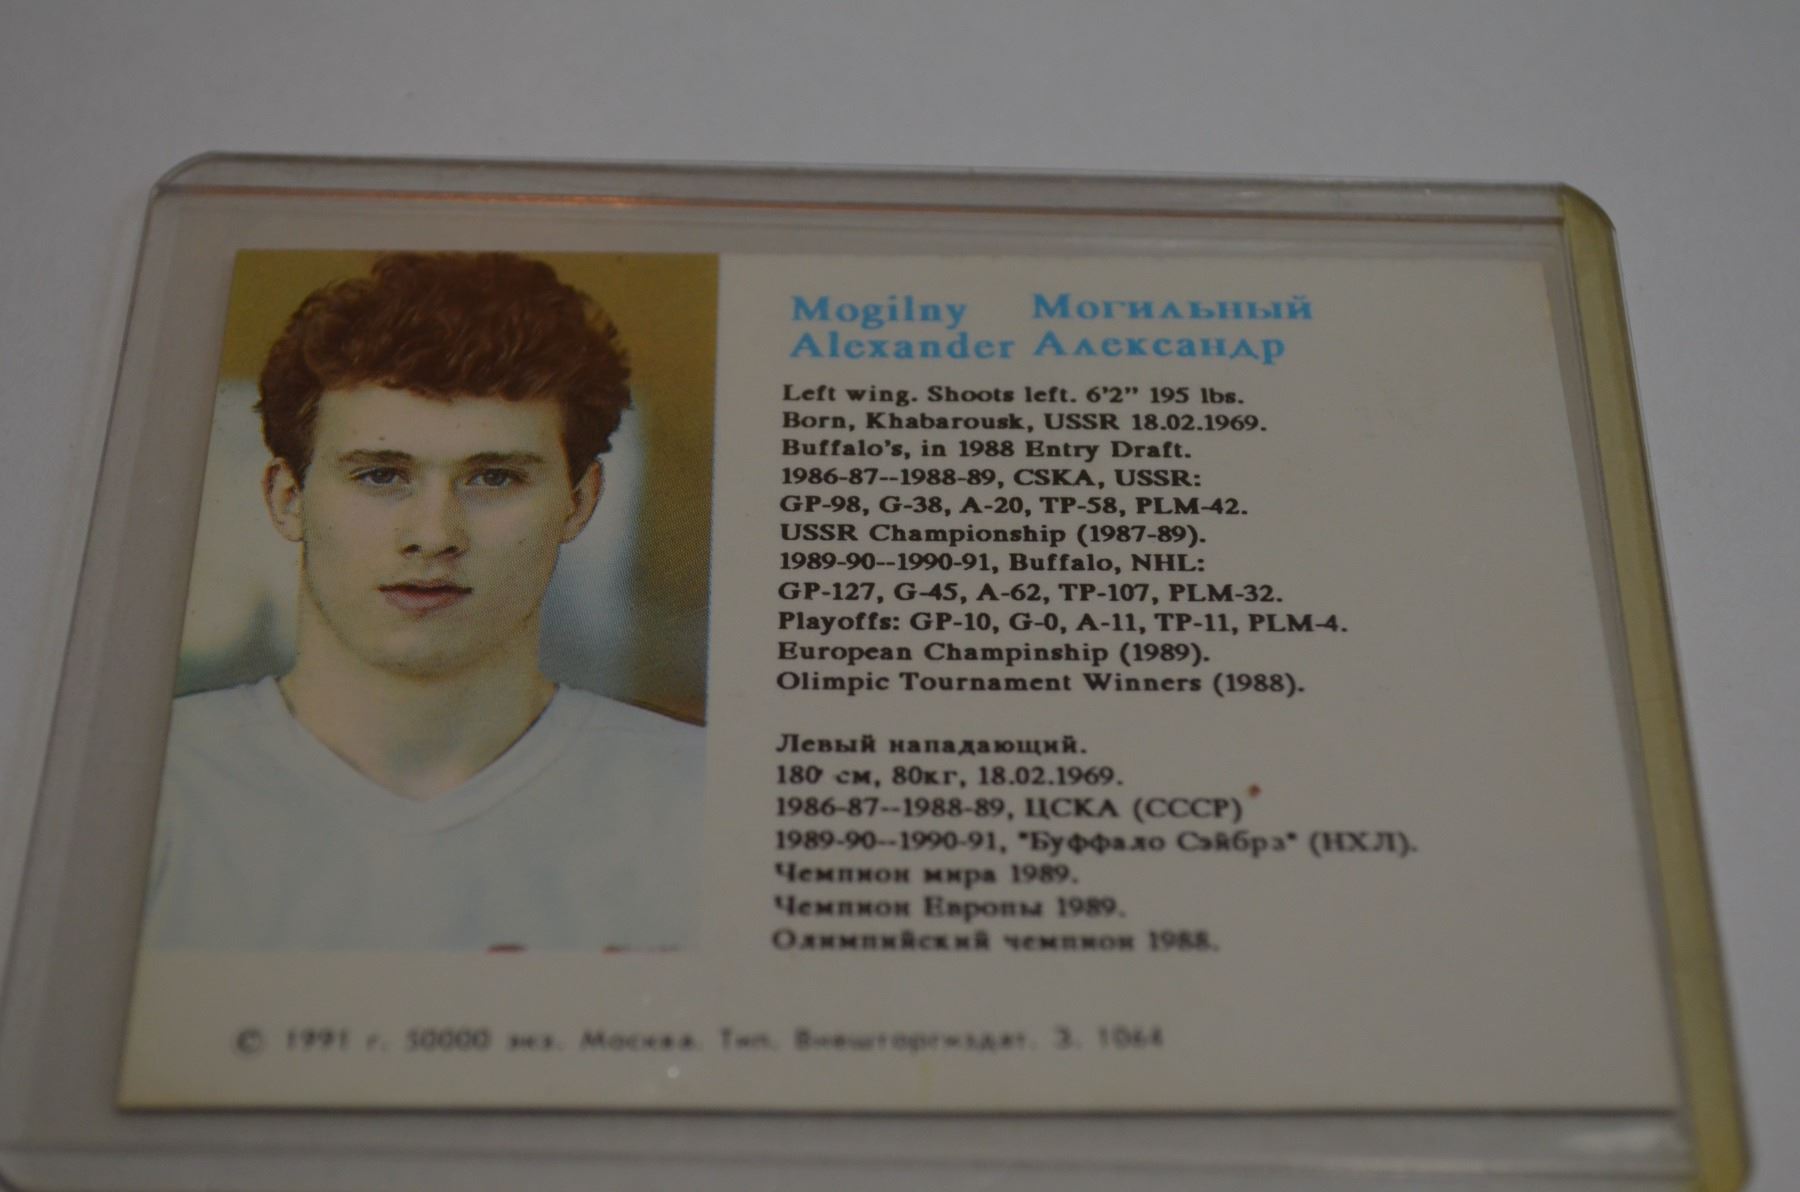 Mogilny Могильный
Alexander Александр
Left wing. Shoots left. 6'2" 195 lbs.
Born, Khabarousk, USSR 18.02.1969.
Buffalo's, in 1988 Entry Draft.
1986-87--1988-89, CSKA, USSR:
GP-98, G-38, A-20, TP-58, PLM-42.
USSR Championship (1987-89).
1989-90--1990-91, Buffalo, NHL:
GP-127, G-45, A-62, TP-107, PLM-32.
Playoffs: GP-10, G-0, A-11, TP-11, PLM-4.
European Champinship (1989).
Olimpic Tournament Winners (1988).
Левый нападающий.
180 см, 80кг, 18.02.1969.
1986-87--1988-89, ЦСКА (СССР)
1989-90--1990-91, "Буффало Сэйбрз" (НХЛ).
Чемпион мира 1989.
Чемпион Европы 1989.
Олимпийский чемпион 1988.
© 1991 г. 50000 экз. Москва. Тип. Внешторгиздат. З. 1064